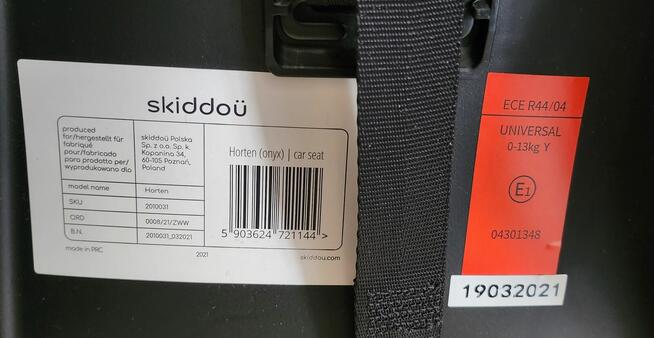 skiddoü
produced
for/hergestellt für
fabriqué
pour/fabricado
para prodotto per/
wyprodukowano dla
skiddoü Polska
Sp. z o.o. Sp. k.
Kopanina 34,
60-105 Poznań,
Poland
model name Horten
SKU 2010031
ORD 0008/21/ZWW
B.N. 2010031_032021
made in PRC
2021
Horten (onyx) | car seat
5 903624 721144 >
skiddou.com
ECE R44/04
UNIVERSAL
0-13kg Y
E1
04301348
19032021